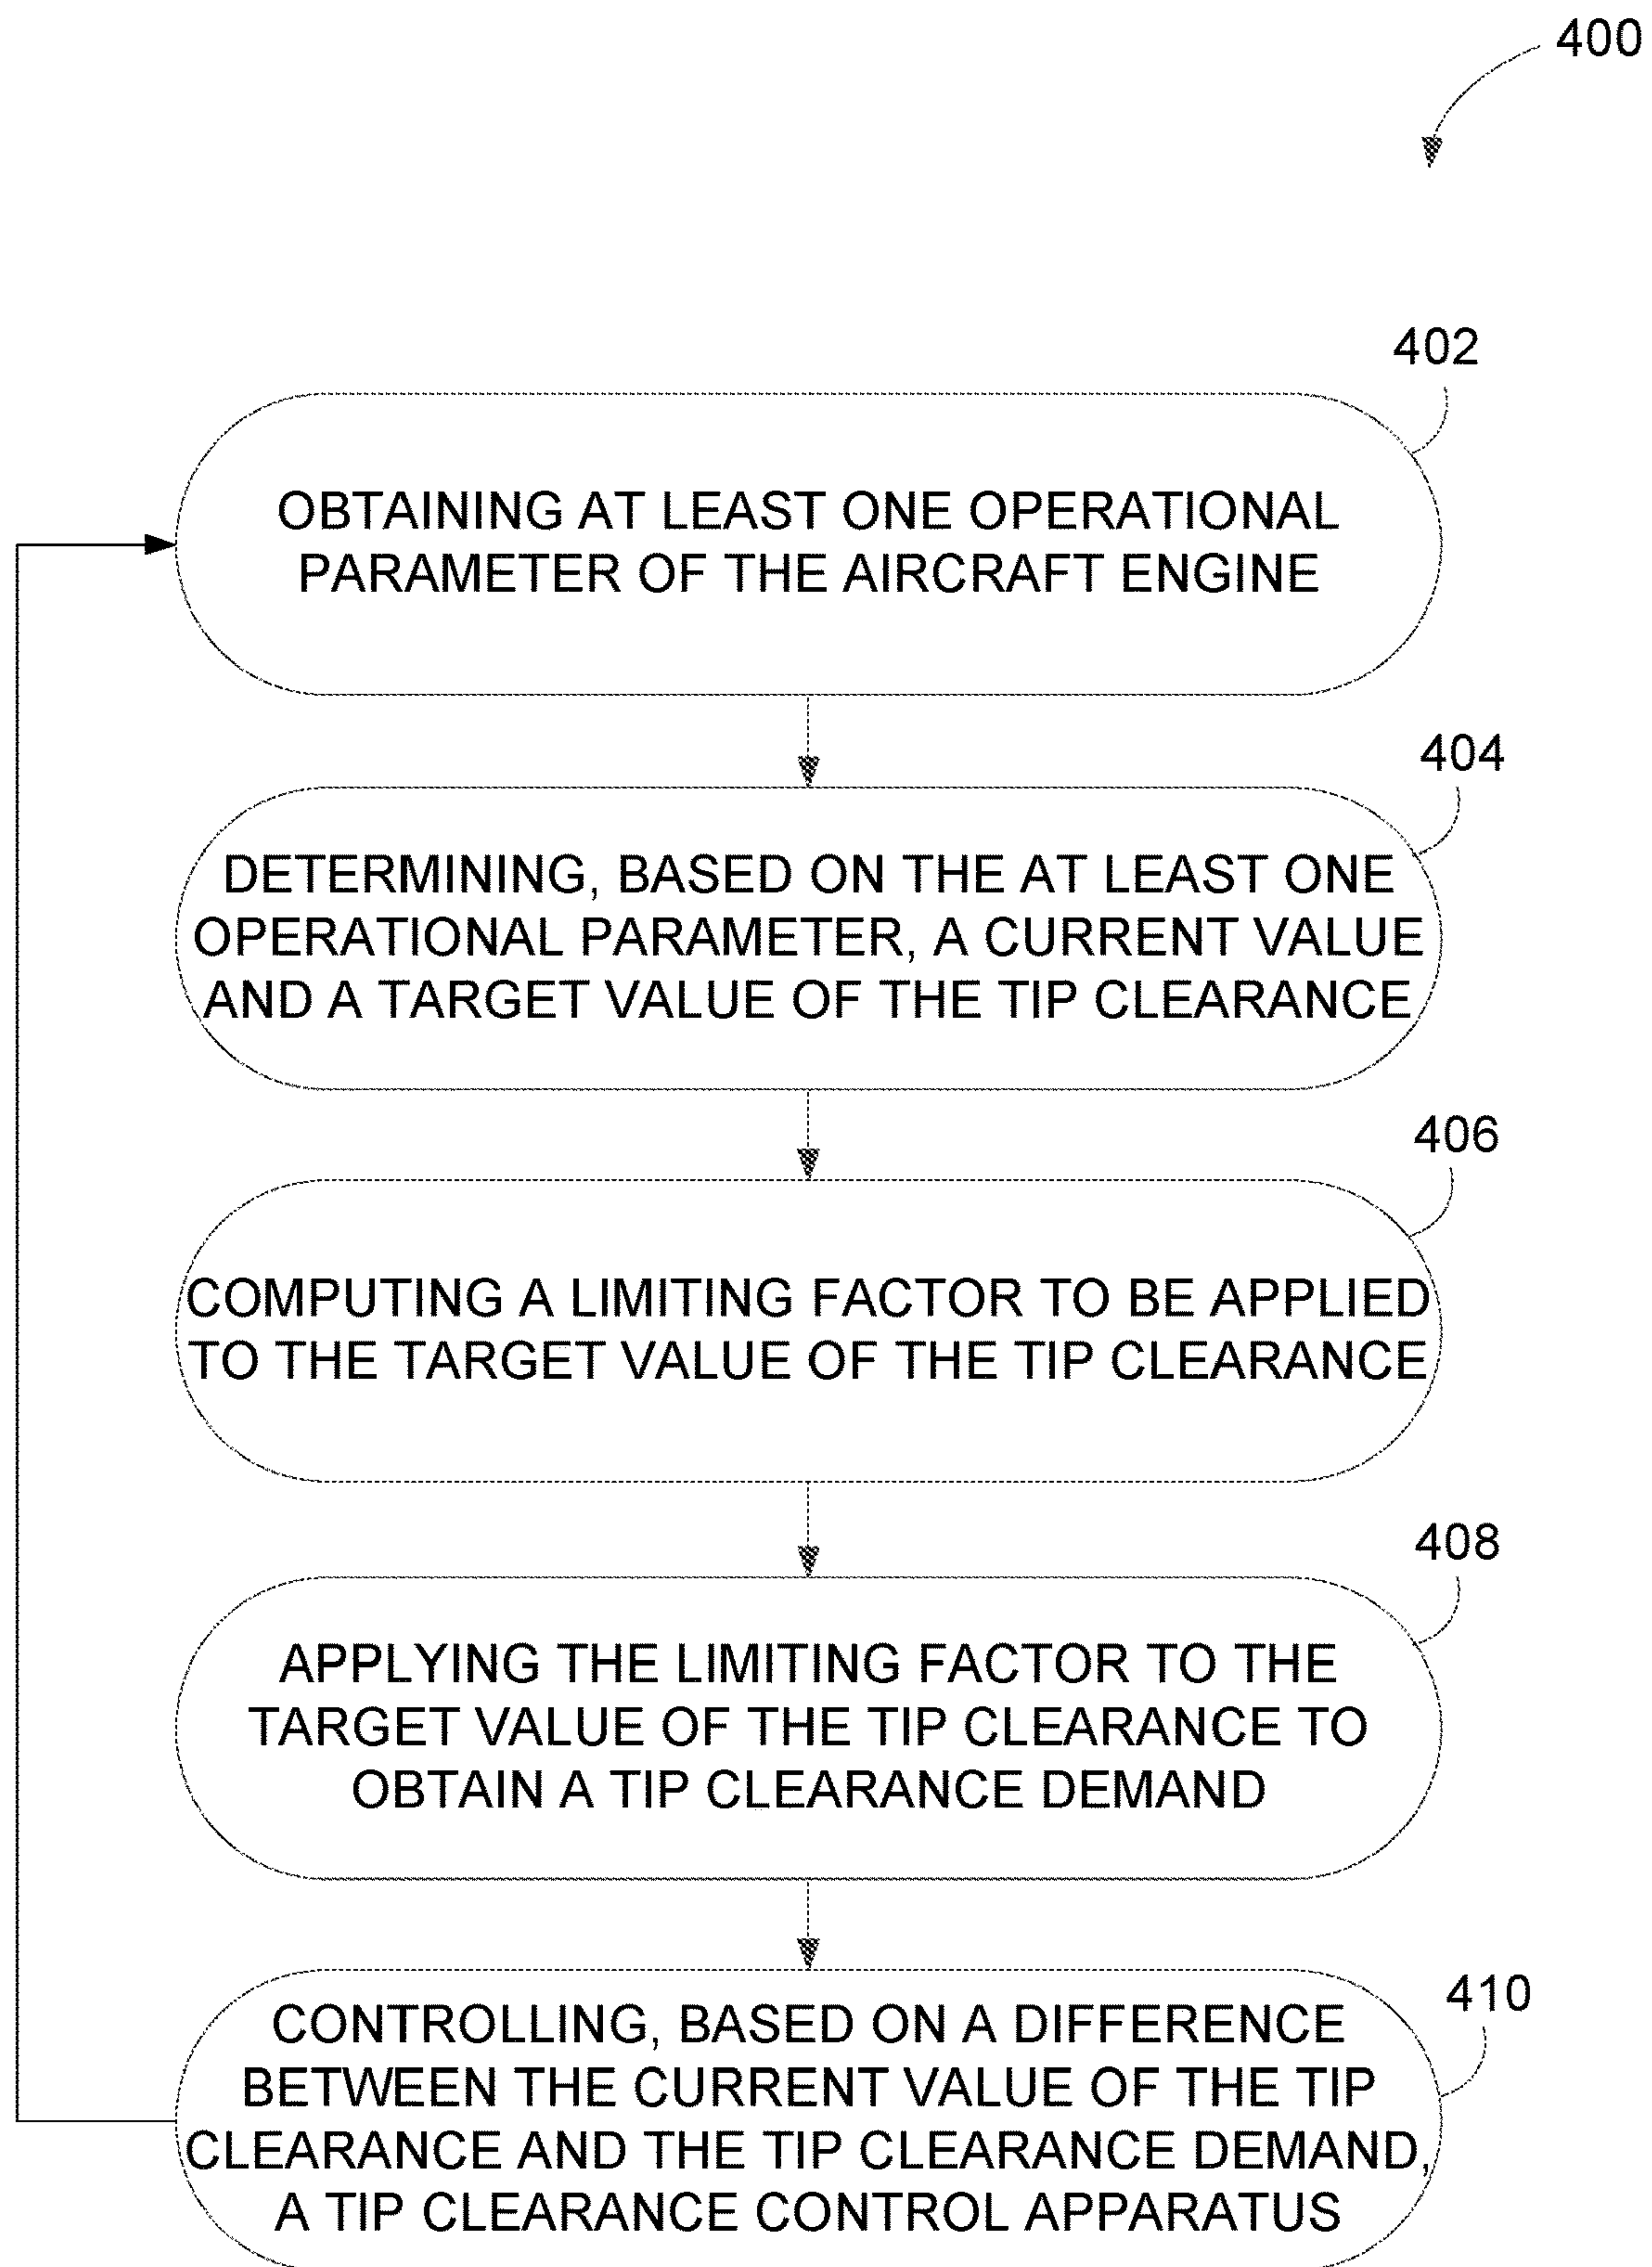 400
402
OBTAINING AT LEAST ONE OPERATIONAL
PARAMETER OF THE AIRCRAFT ENGINE
404
DETERMINING, BASED ON THE AT LEAST ONE
OPERATIONAL PARAMETER, A CURRENT VALUE
AND A TARGET VALUE OF THE TIP CLEARANCE
406
COMPUTING A LIMITING FACTOR TO BE APPLIED
TO THE TARGET VALUE OF THE TIP CLEARANCE
408
APPLYING THE LIMITING FACTOR TO THE
TARGET VALUE OF THE TIP CLEARANCE TO
OBTAIN A TIP CLEARANCE DEMAND
410
CONTROLLING, BASED ON A DIFFERENCE
BETWEEN THE CURRENT VALUE OF THE TIP
CLEARANCE AND THE TIP CLEARANCE DEMAND,
A TIP CLEARANCE CONTROL APPARATUS